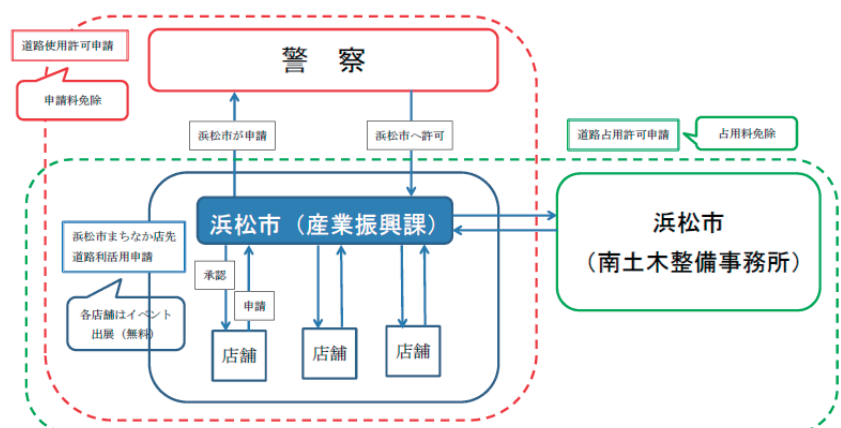 道路使用許可申請
申請料免除
警 察
浜松市が申請
浜松市へ許可
道路占用許可申請
占用料免除
浜松市まちなか店先
道路利活用申請
各店舗はイベント
出展（無料）
浜松市（産業振興課）
承認
申請
店舗
店舗
店舗
浜松市
（南土木整備事務所）